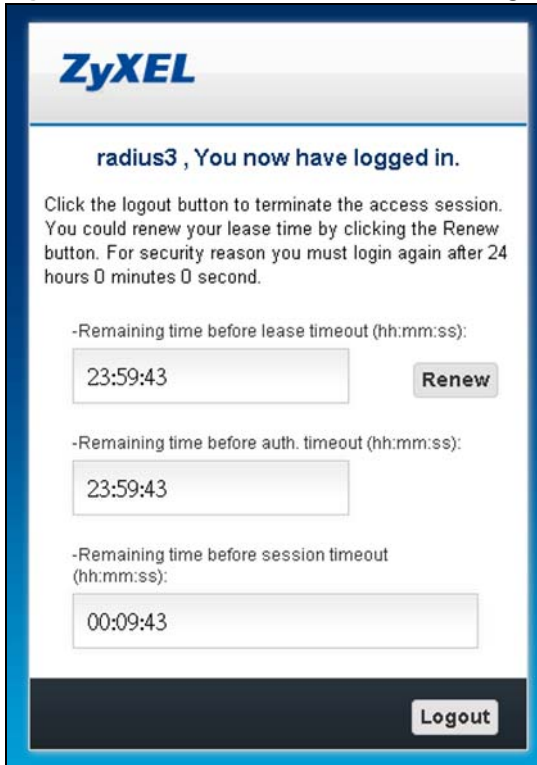 ZyXEL
radius3 , You now have logged in.
Click the logout button to terminate the access session.
You could renew your lease time by clicking the Renew
button. For security reason you must login again after 24
hours 0 minutes 0 second.
-Remaining time before lease timeout (hh:mm:ss):
23:59:43 Renew
-Remaining time before auth. timeout (hh:mm:ss):
23:59:43
-Remaining time before session timeout
(hh:mm:ss):
00:09:43
Logout